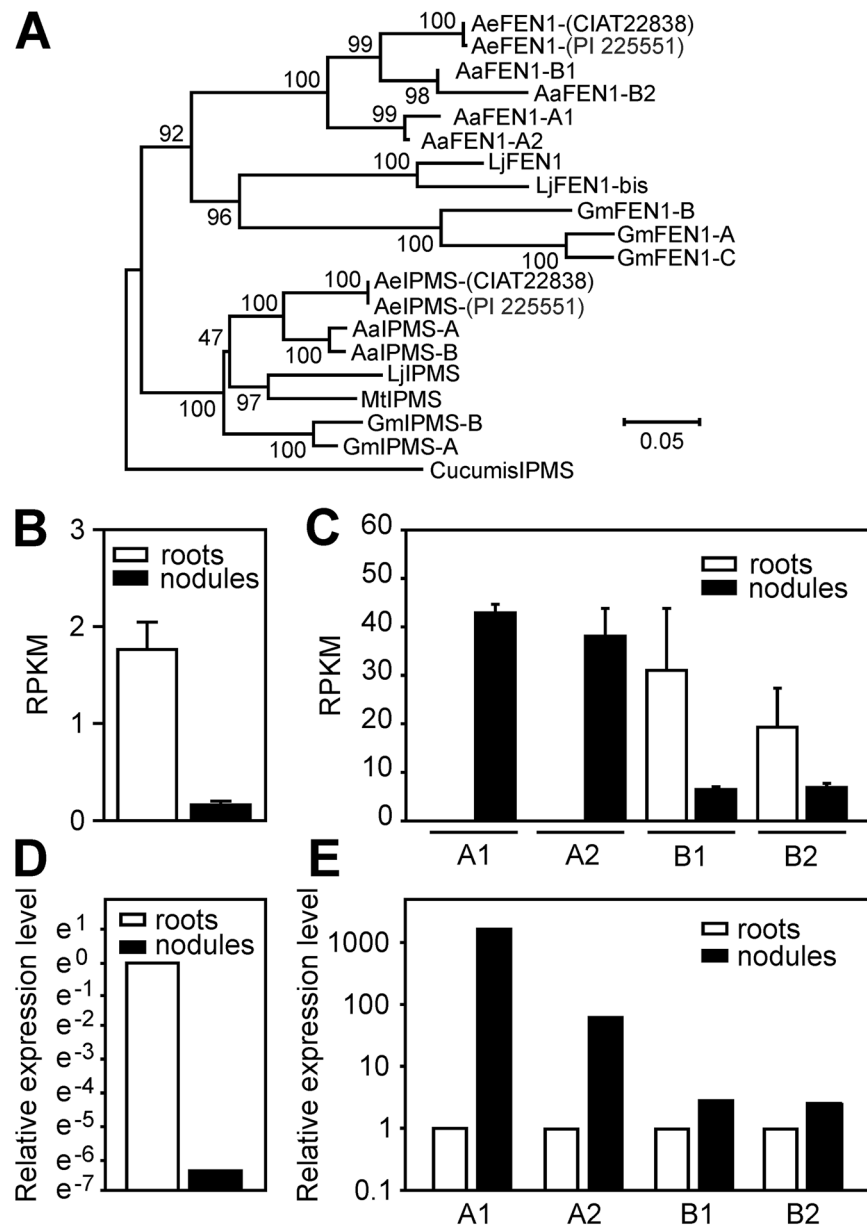 A
100
AeFEN1-(CIAT22838)
99
AeFEN1-(PI 225551)
100
AaFEN1-B1
98
AaFEN1-B2
92
99
AaFEN1-A1
AaFEN1-A2
100
LjFEN1
LjFEN1-bis
96
GmFEN1-B
100
GmFEN1-A
100
GmFEN1-C
100
AeIPMS-(CIAT22838)
100
AeIPMS-(PI 225551)
47
AaIPMS-A
100
AaIPMS-B
LjIPMS
100
97
MtIPMS
GmIPMS-B
100
GmIPMS-A
CucumisIPMS
0.05
B
RPKM
3
2
1
0
roots
nodules
C
RPKM
60
50
40
30
20
10
0
roots
nodules
A1
A2
B1
B2
D
Relative expression level
e1
e0
e-1
e-2
e-3
e-4
e-5
e-6
e-7
roots
nodules
E
Relative expression level
1000
100
10
1
0.1
roots
nodules
A1
A2
B1
B2